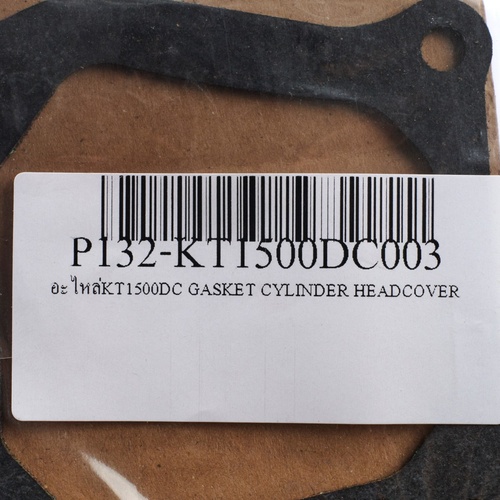 P132-KT1500DC003
อะไหล่KT1500DC GASKET CYLINDER HEADCOVER